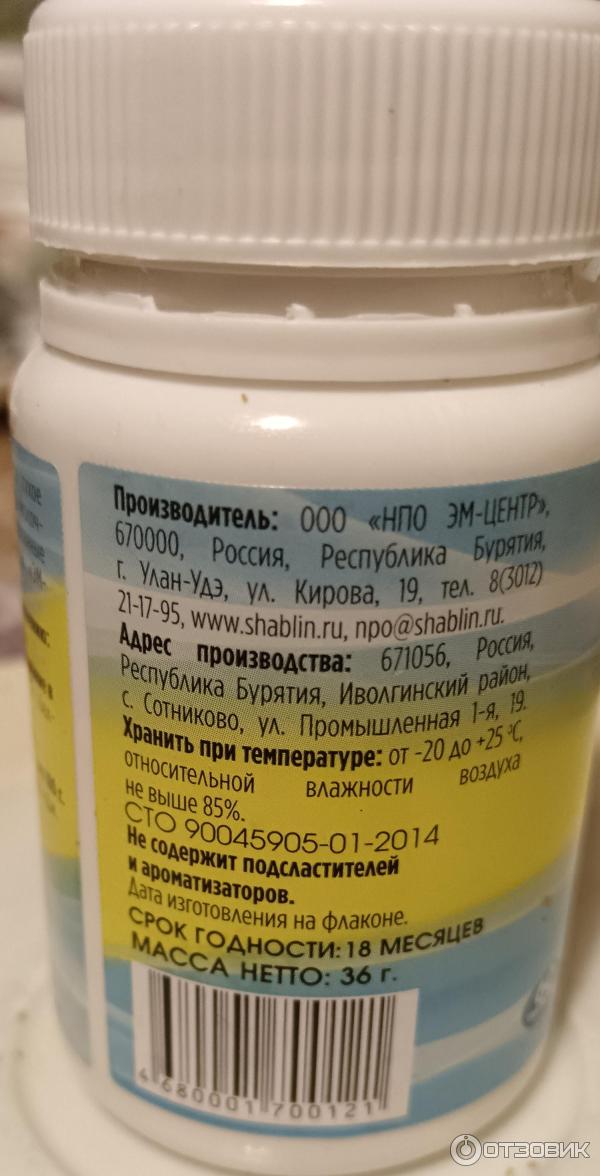 Производитель: ООО «НПО ЭМ-ЦЕНТР»,
670000, Россия, Республика Бурятия,
г. Улан-Удэ, ул. Кирова, 19, тел. 8(3012)
21-17-95, www.shablin.ru, npo@shablin.ru.
Адрес производства: 671056, Россия,
Республика Бурятия, Иволгинский район,
с. Сотниково, ул. Промышленная 1-я, 19.
Хранить при температуре: от -20 до +25 °С,
относительной влажности воздуха
не выше 85%.
СТО 90045905-01-2014
Не содержит подсластителей
и ароматизаторов.
Дата изготовления на флаконе.
СРОК ГОДНОСТИ: 18 МЕСЯЦЕВ
МАССА НЕТТО: 36 г.
4 680001 700121
ОТЗОВИК